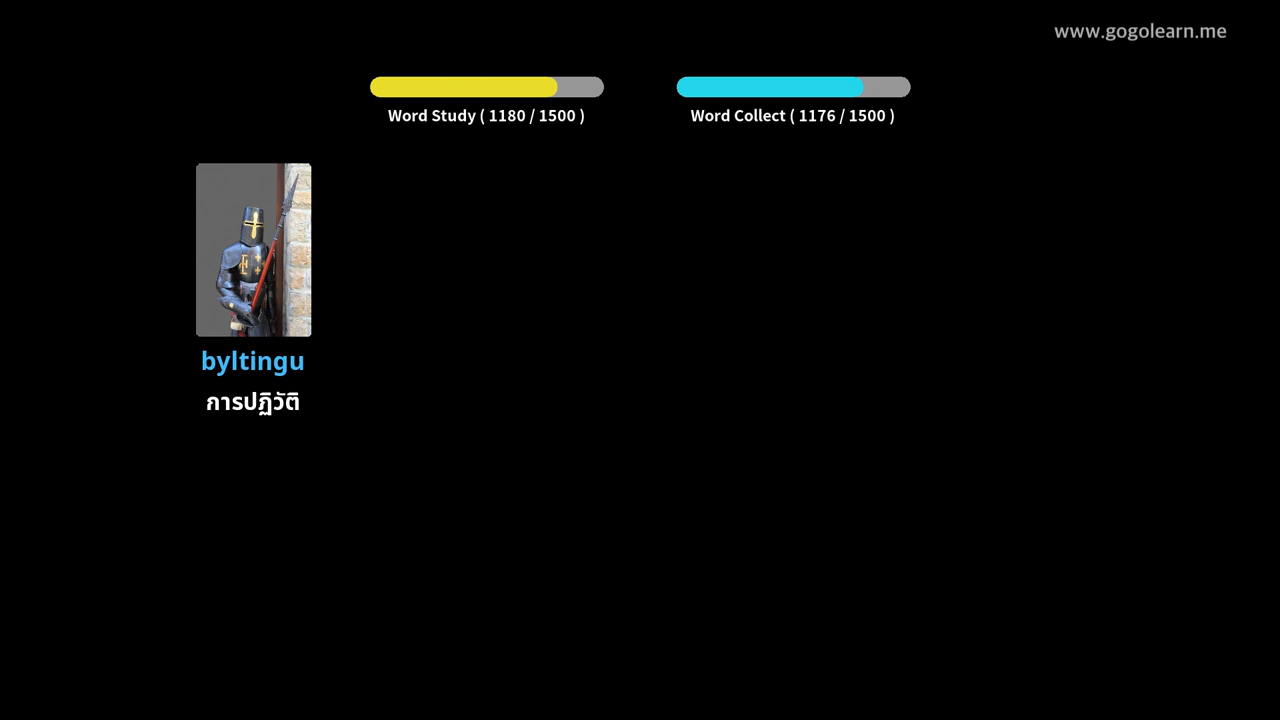 www.gogolearn.me
Word Study ( 1180 / 1500 )
Word Collect ( 1176 / 1500 )
byltingu
การปฏิวัติ